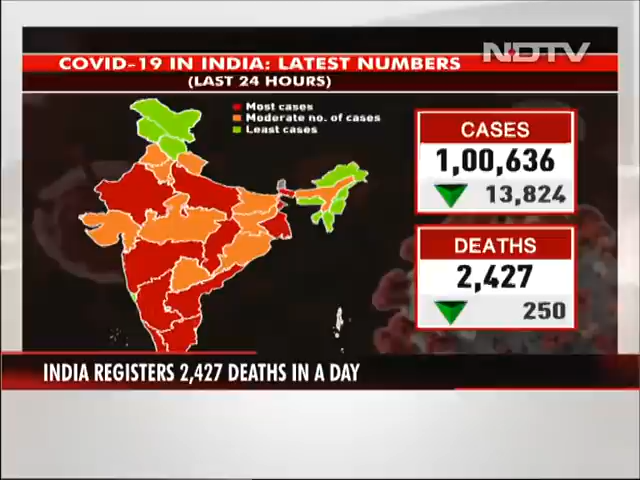 NDTV
COVID-19 IN INDIA: LATEST NUMBERS
(LAST 24 HOURS)
Most cases
Moderate no. of cases
Least cases
CASES
1,00,636
13,824
DEATHS
2,427
250
INDIA REGISTERS 2,427 DEATHS IN A DAY